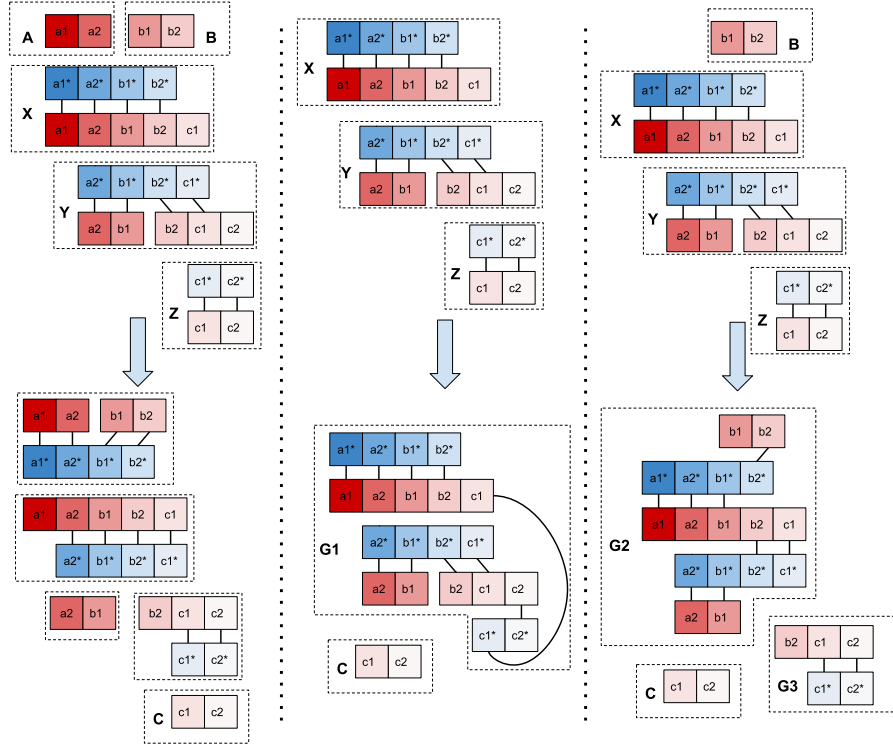 A a1 a2 b1 b2 B
a1* a2* b1* b2*
X
a1 a2 b1 b2 c1
a2* b1* b2* c1*
Y
a2 b1 b2 c1 c2
c1* c2*
Z
c1 c2
a1 a2 b1 b2
a1* a2* b1* b2*
a1 a2 b1 b2 c1
a2* b1* b2* c1*
a2 b1 b2 c1 c2
c1* c2*
C c1 c2
a1* a2* b1* b2*
X
a1 a2 b1 b2 c1
a2* b1* b2* c1*
Y
a2 b1 b2 c1 c2
c1* c2*
Z
c1 c2
a1* a2* b1* b2*
a1 a2 b1 b2 c1
a2* b1* b2* c1*
G1
a2 b1 b2 c1 c2
c1* c2*
C c1 c2
b1 b2 B
a1* a2* b1* b2*
X
a1 a2 b1 b2 c1
a2* b1* b2* c1*
Y
a2 b1 b2 c1 c2
c1* c2*
Z
c1 c2
b1 b2
a1* a2* b1* b2*
a1 a2 b1 b2 c1
G2
a2* b1* b2* c1*
a2 b1
b2 c1 c2
G3 c1* c2*
C c1 c2